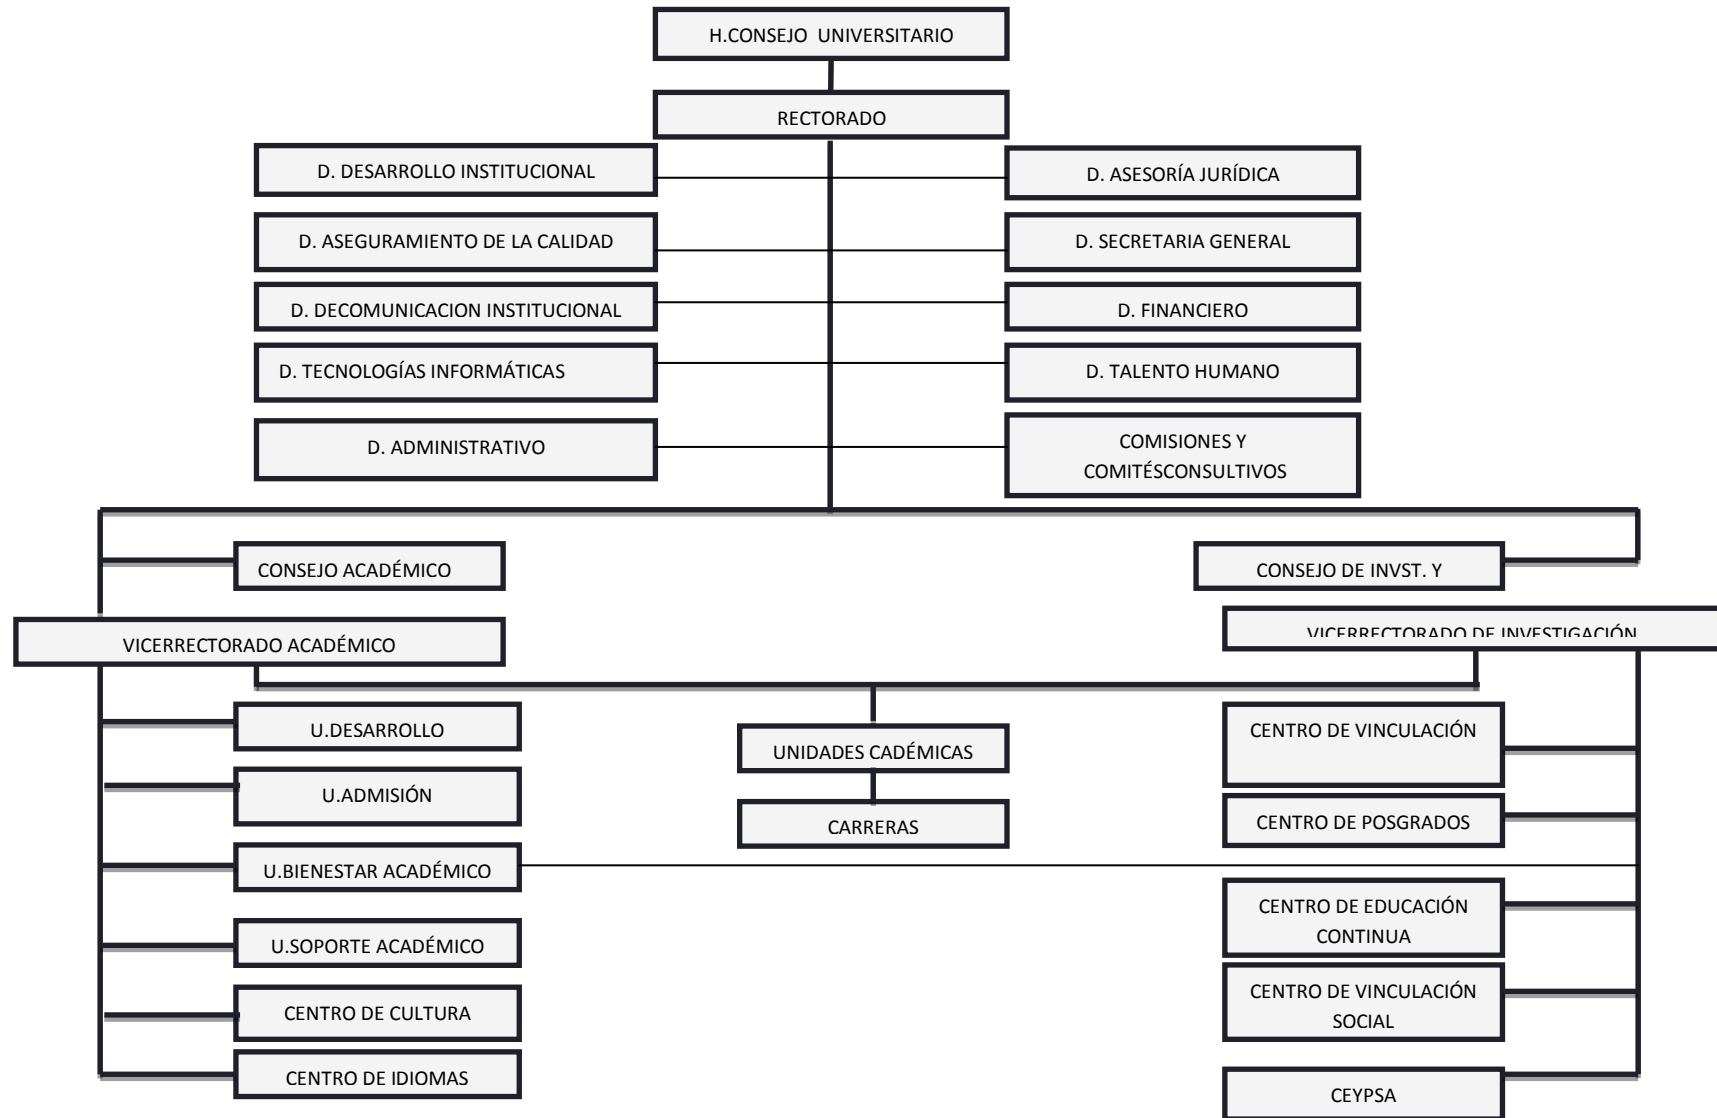 H.CONSEJO UNIVERSITARIO
RECTORADO
D. DESARROLLO INSTITUCIONAL
D. ASESORÍA JURÍDICA
D. ASEGURAMIENTO DE LA CALIDAD
D. SECRETARIA GENERAL
D. DECOMUNICACION INSTITUCIONAL
D. FINANCIERO
D. TECNOLOGÍAS INFORMÁTICAS
D. TALENTO HUMANO
D. ADMINISTRATIVO
COMISIONES Y
COMITÉSCONSULTIVOS
CONSEJO ACADÉMICO
CONSEJO DE INVST. Y
VICERRECTORADO ACADÉMICO
VICERRECTORADO DE INVESTIGACIÓN
U.DESARROLLO
UNIDADES CADÉMICAS
CENTRO DE VINCULACIÓN
U.ADMISIÓN
CARRERAS
CENTRO DE POSGRADOS
U.BIENESTAR ACADÉMICO
CENTRO DE EDUCACIÓN
CONTINUA
U.SOPORTE ACADÉMICO
CENTRO DE VINCULACIÓN
SOCIAL
CENTRO DE CULTURA
CENTRO DE IDIOMAS
CEYPSA